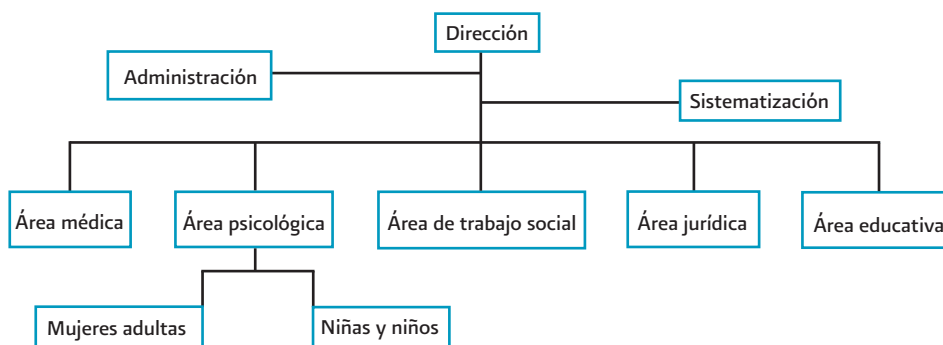 Dirección
Administración
Sistematización
Área médica
Área psicológica
Área de trabajo social
Área jurídica
Área educativa
Mujeres adultas
Niñas y niños